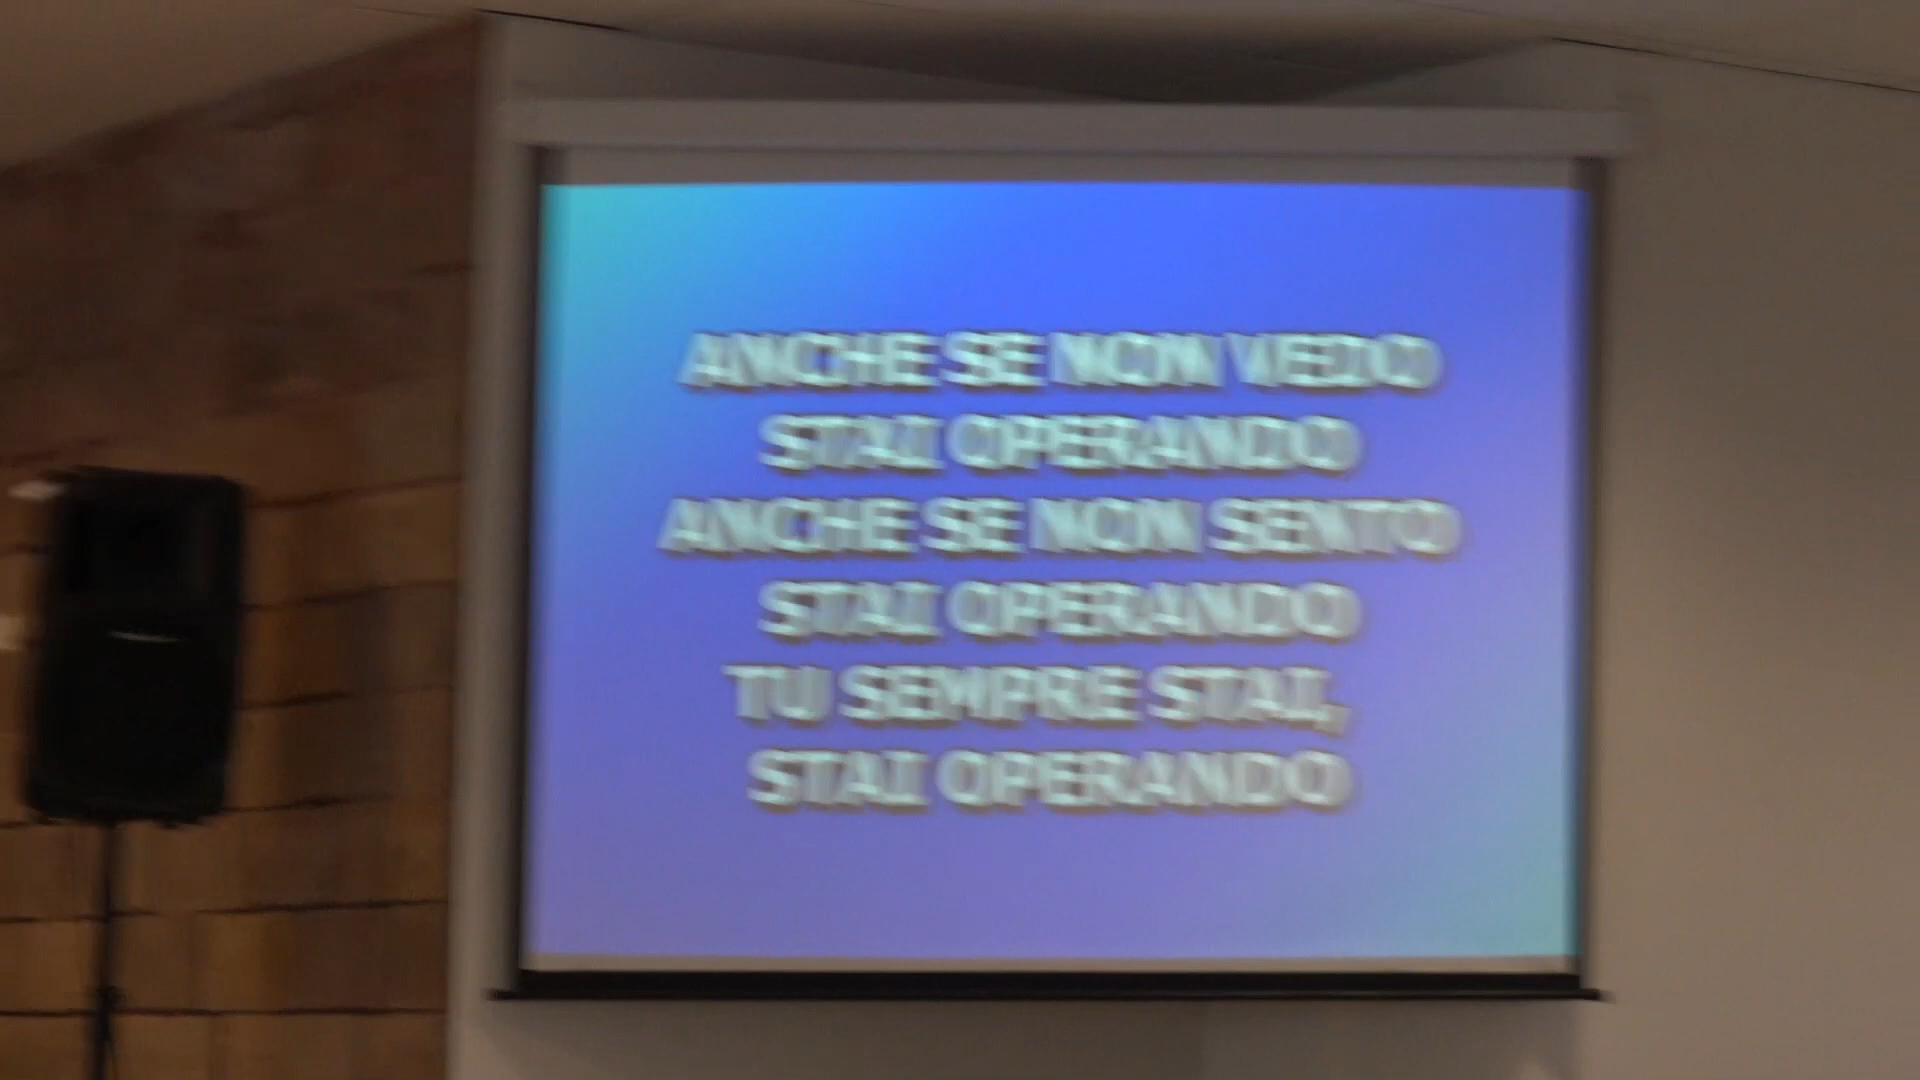 ANCHE SE NON VEDO
STAI OPERANDO
ANCHE SE NON SENTO
STAI OPERANDO
TU SEMPRE STAI,
STAI OPERANDO